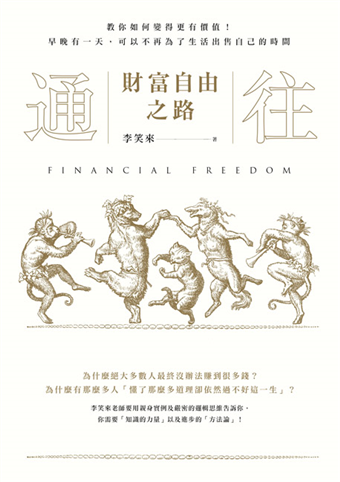 教你如何變得更有價值！
早晚有一天，可以不再為了生活出售自己的時間
通往
財富自由
之路
李笑來 著
FINANCIAL FREEDOM
為什麼絕大多數人最終沒辦法賺到很多錢？
為什麼有那麼多人「懂了那麼多道理卻依然過不好這一生」？
李笑來老師要用親身實例及嚴密的邏輯思維告訴你，
你需要「知識的力量」以及進步的「方法論」！